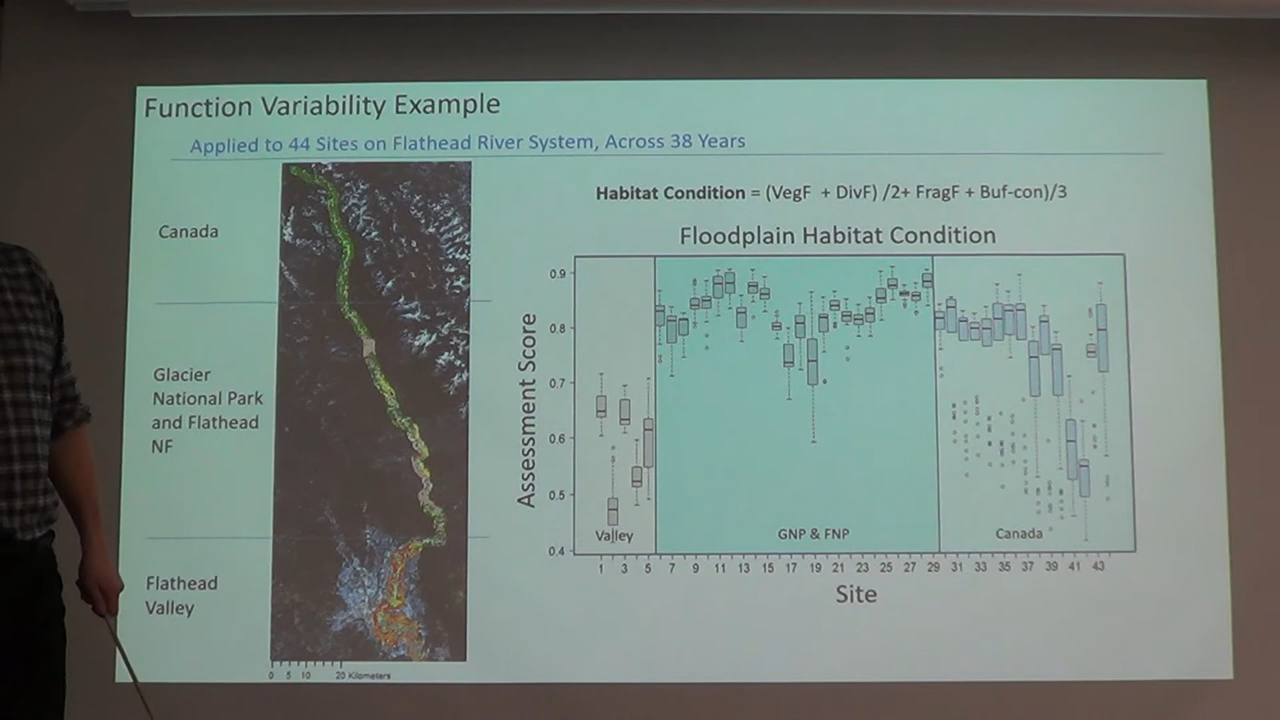 Function Variability Example
Applied to 44 Sites on Flathead River System, Across 38 Years
Canada
Glacier
National Park
and Flathead
NF
Flathead
Valley
0 5 10 20 Kilometers
Habitat Condition = (VegF + DivF) /2+ FragF + Buf-con)/3
Floodplain Habitat Condition
Assessment Score
0.9
0.8
0.7
0.6
0.5
0.4
Valley
GNP & FNP
Canada
1 3 5 7 9 11 13 15 17 19 21 23 25 27 29 31 33 35 37 39 41 43
Site